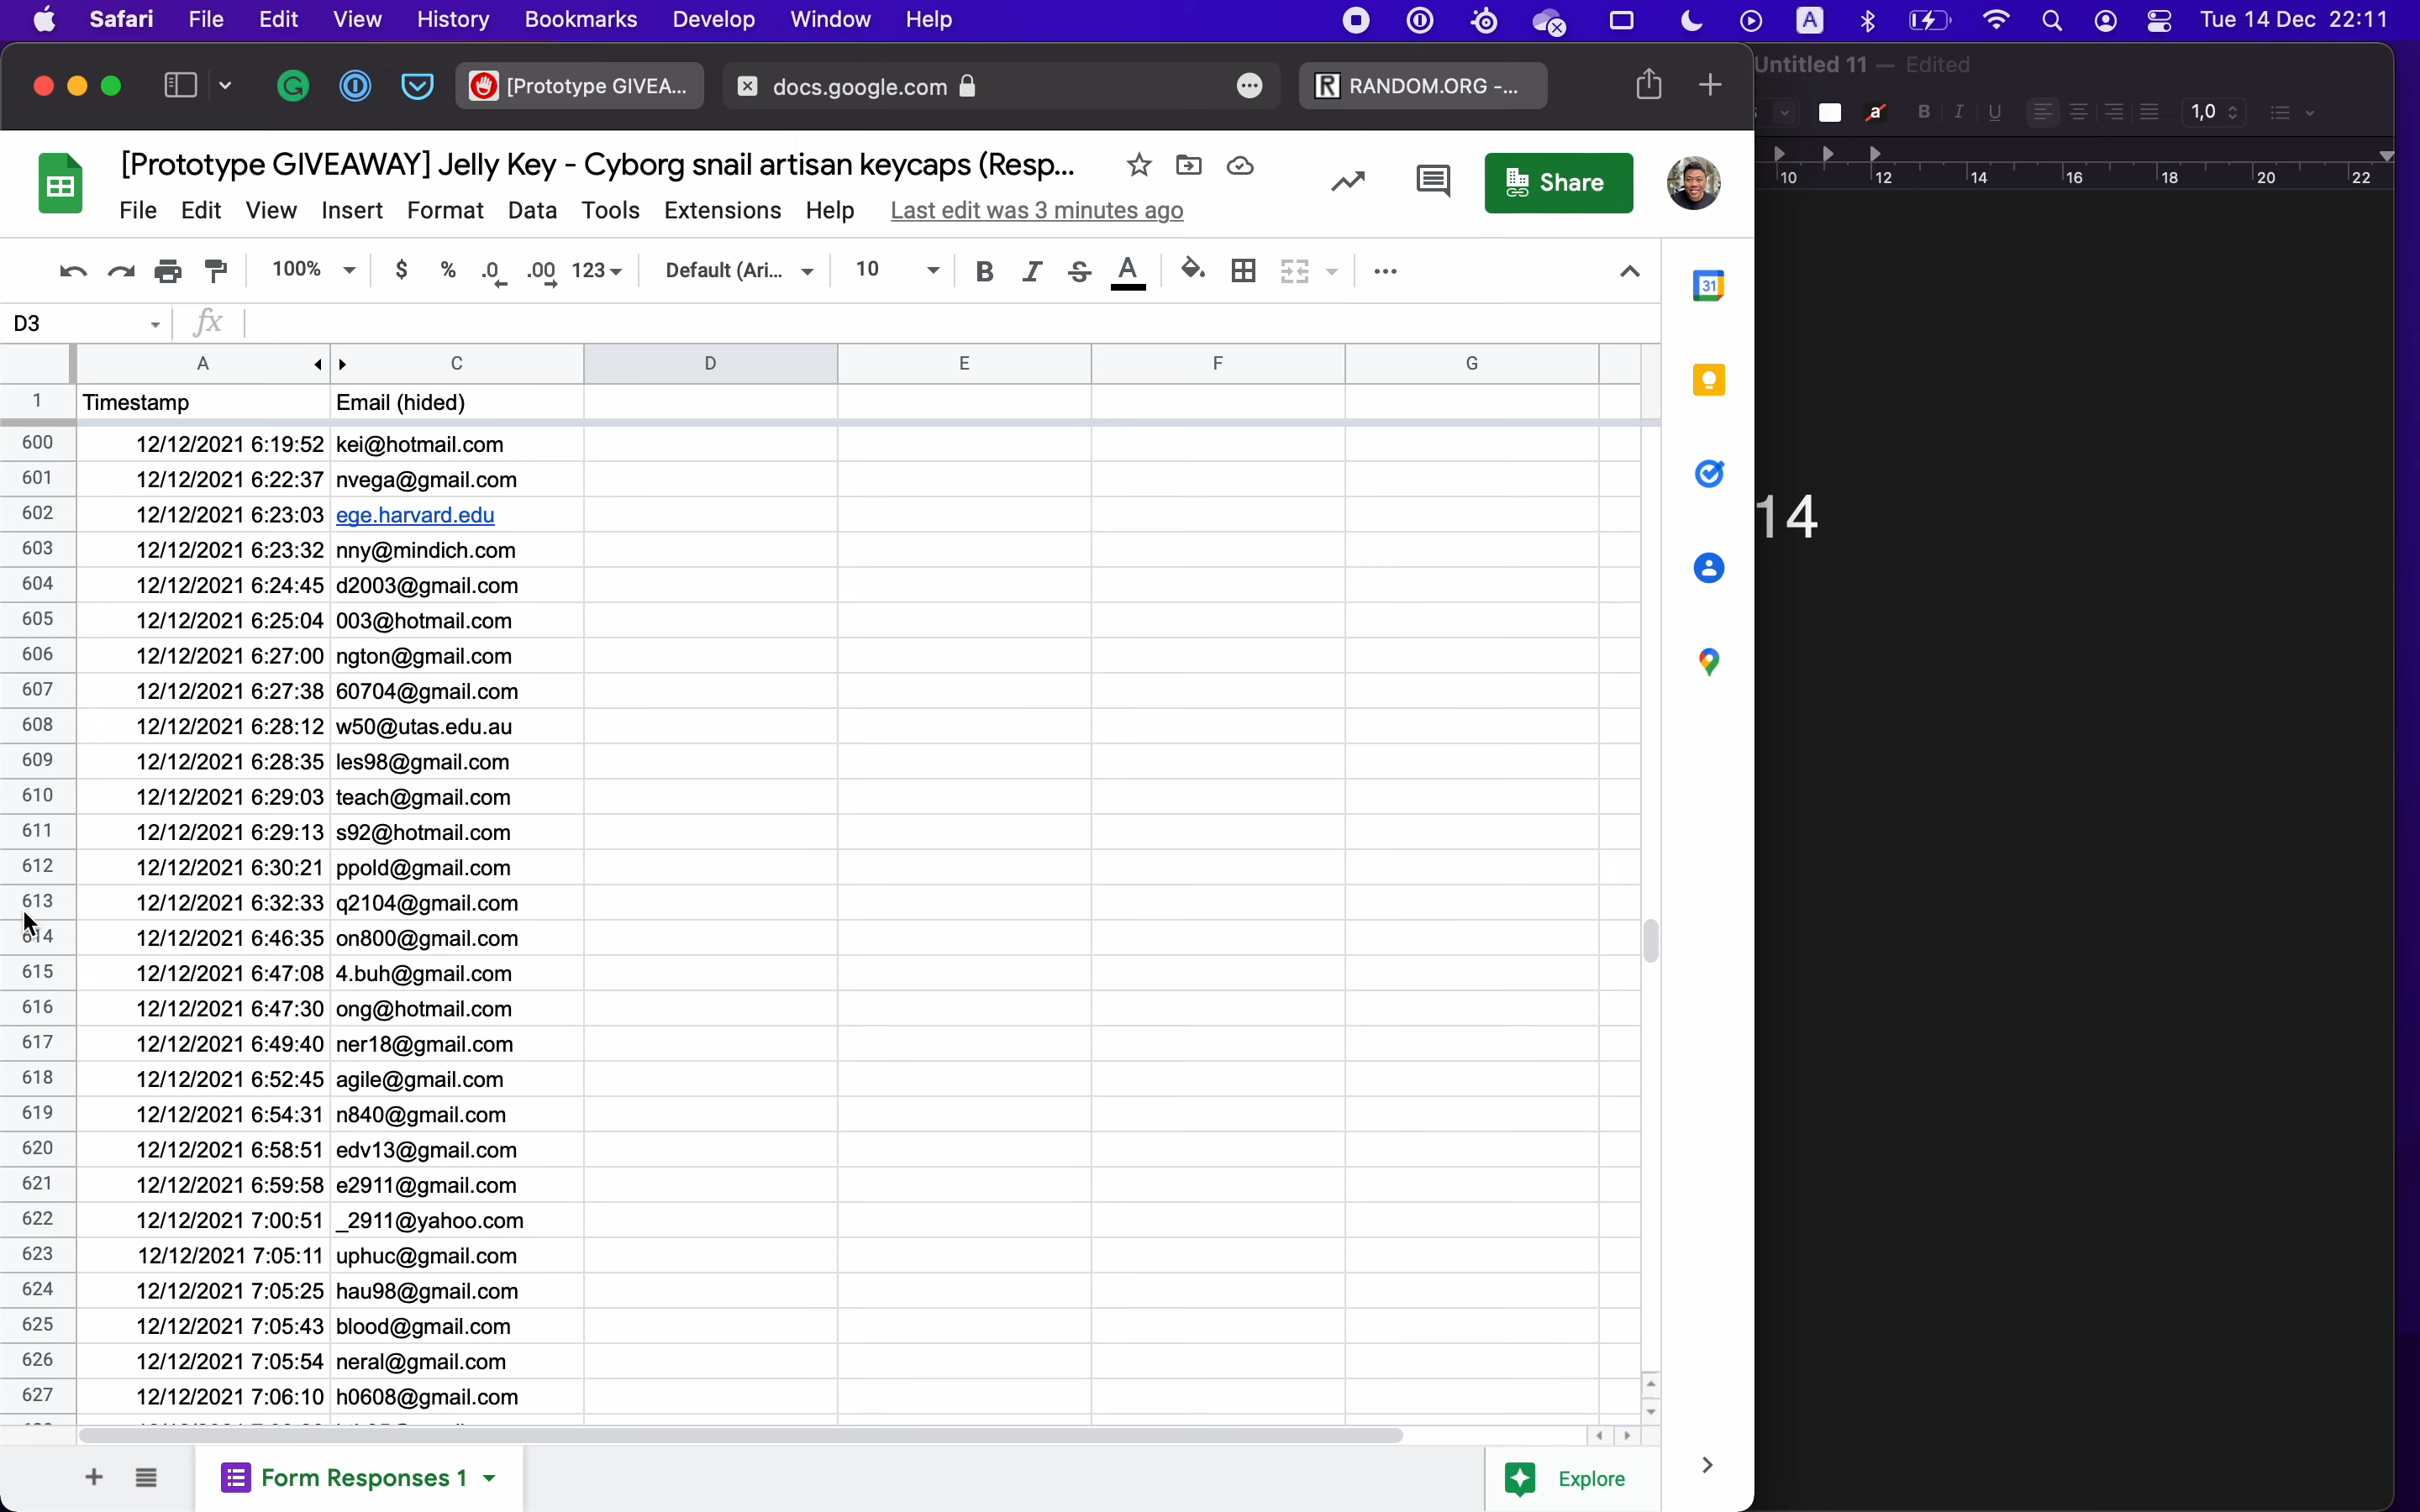 Safari File Edit View History Bookmarks Develop Window Help A Tue 14 Dec 22:11
[Prototype GIVEA... docs.google.com RANDOM.ORG -...
Untitled 11 — Edited
a B I U 1,0
10 12 14 16 18 20 22
[Prototype GIVEAWAY] Jelly Key - Cyborg snail artisan keycaps (Resp...
Share
File Edit View Insert Format Data Tools Extensions Help Last edit was 3 minutes ago
100% $ % .0 .00 123 Default (Ari... 10 B I S A
31
D3 fx
A C D E F G
1 Timestamp Email (hided)
600 12/12/2021 6:19:52 kei@hotmail.com
601 12/12/2021 6:22:37 nvega@gmail.com
602 12/12/2021 6:23:03 ege.harvard.edu
14
603 12/12/2021 6:23:32 nny@mindich.com
604 12/12/2021 6:24:45 d2003@gmail.com
605 12/12/2021 6:25:04 003@hotmail.com
606 12/12/2021 6:27:00 ngton@gmail.com
607 12/12/2021 6:27:38 60704@gmail.com
608 12/12/2021 6:28:12 w50@utas.edu.au
609 12/12/2021 6:28:35 les98@gmail.com
610 12/12/2021 6:29:03 teach@gmail.com
611 12/12/2021 6:29:13 s92@hotmail.com
612 12/12/2021 6:30:21 ppold@gmail.com
613 12/12/2021 6:32:33 q2104@gmail.com
614 12/12/2021 6:46:35 on800@gmail.com
615 12/12/2021 6:47:08 4.buh@gmail.com
616 12/12/2021 6:47:30 ong@hotmail.com
617 12/12/2021 6:49:40 ner18@gmail.com
618 12/12/2021 6:52:45 agile@gmail.com
619 12/12/2021 6:54:31 n840@gmail.com
620 12/12/2021 6:58:51 edv13@gmail.com
621 12/12/2021 6:59:58 e2911@gmail.com
622 12/12/2021 7:00:51 _2911@yahoo.com
623 12/12/2021 7:05:11 uphuc@gmail.com
624 12/12/2021 7:05:25 hau98@gmail.com
625 12/12/2021 7:05:43 blood@gmail.com
626 12/12/2021 7:05:54 neral@gmail.com
627 12/12/2021 7:06:10 h0608@gmail.com
Form Responses 1 Explore